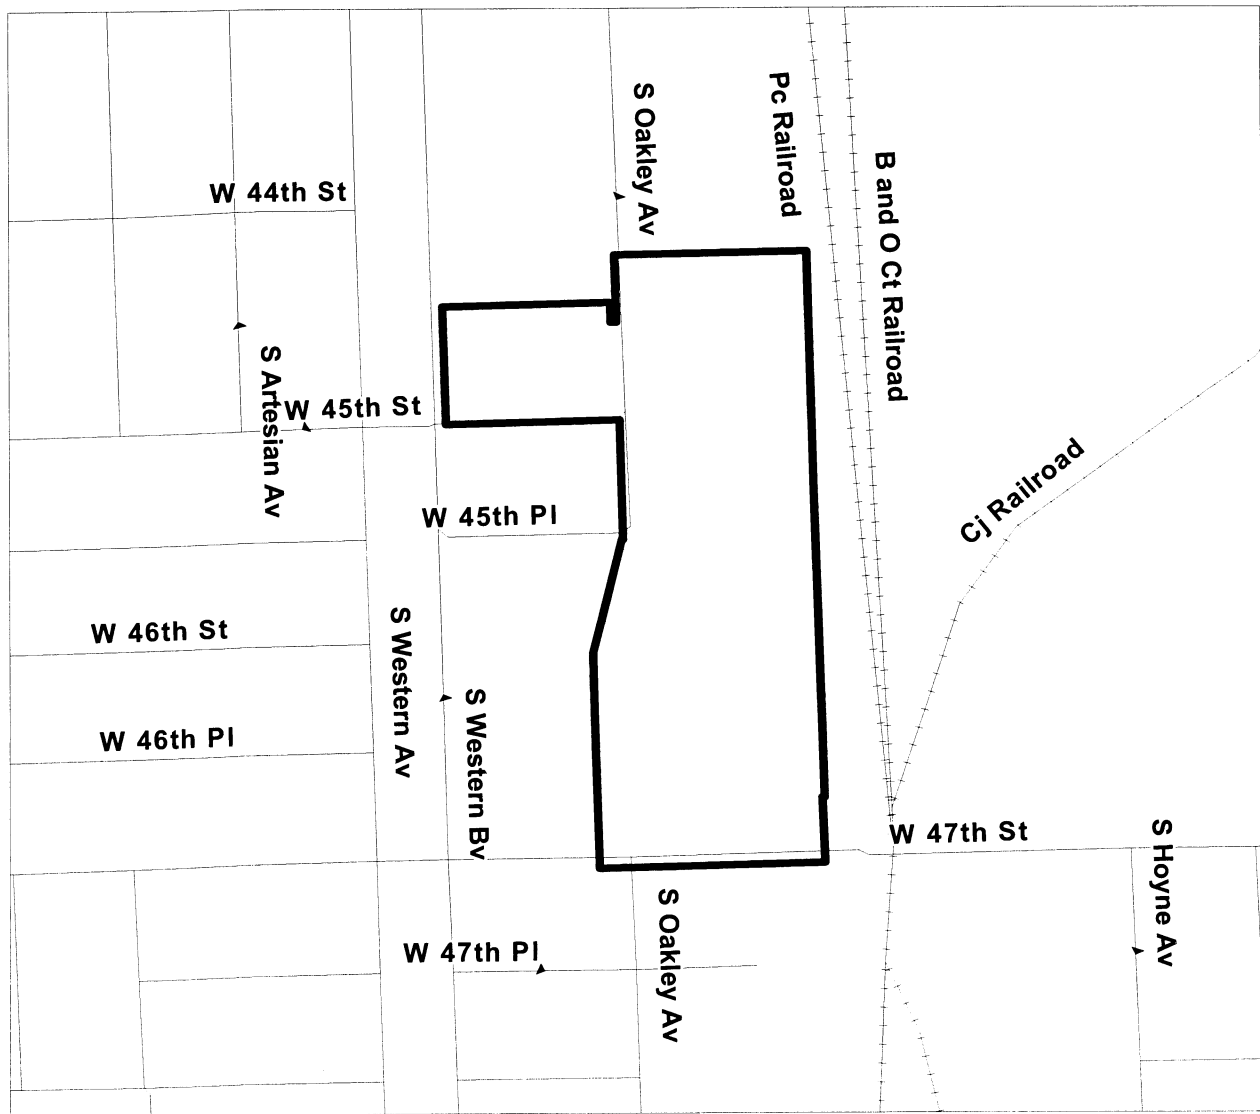 S Oakley Av
Pc Railroad
B and O Ct Railroad
W 44th St
S Artesian Av
W 45th St
Cj Railroad
W 45th Pl
W 46th St
S Western Av
W 46th Pl
S Western Bv
W 47th St
S Hoyne Av
S Oakley Av
W 47th Pl